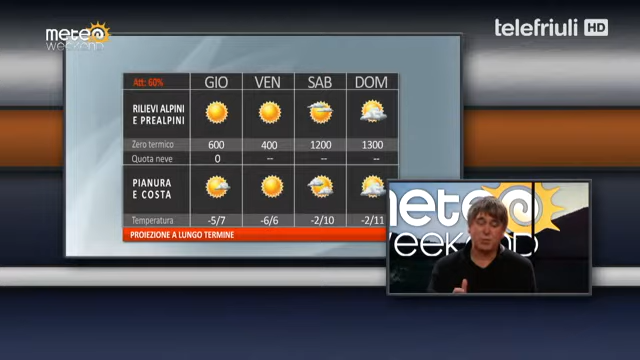 meteo
WEEKEND
telefriuli HD
Att: 60% GIO VEN SAB DOM
RILIEVI ALPINI
E PREALPINI
Zero termico 600 400 1200 1300
Quota neve 0 -- -- --
PIANURA
E COSTA
Temperatura -5/7 -6/6 -2/10 -2/11
PROIEZIONE A LUNGO TERMINE
meteo
WEEKEND